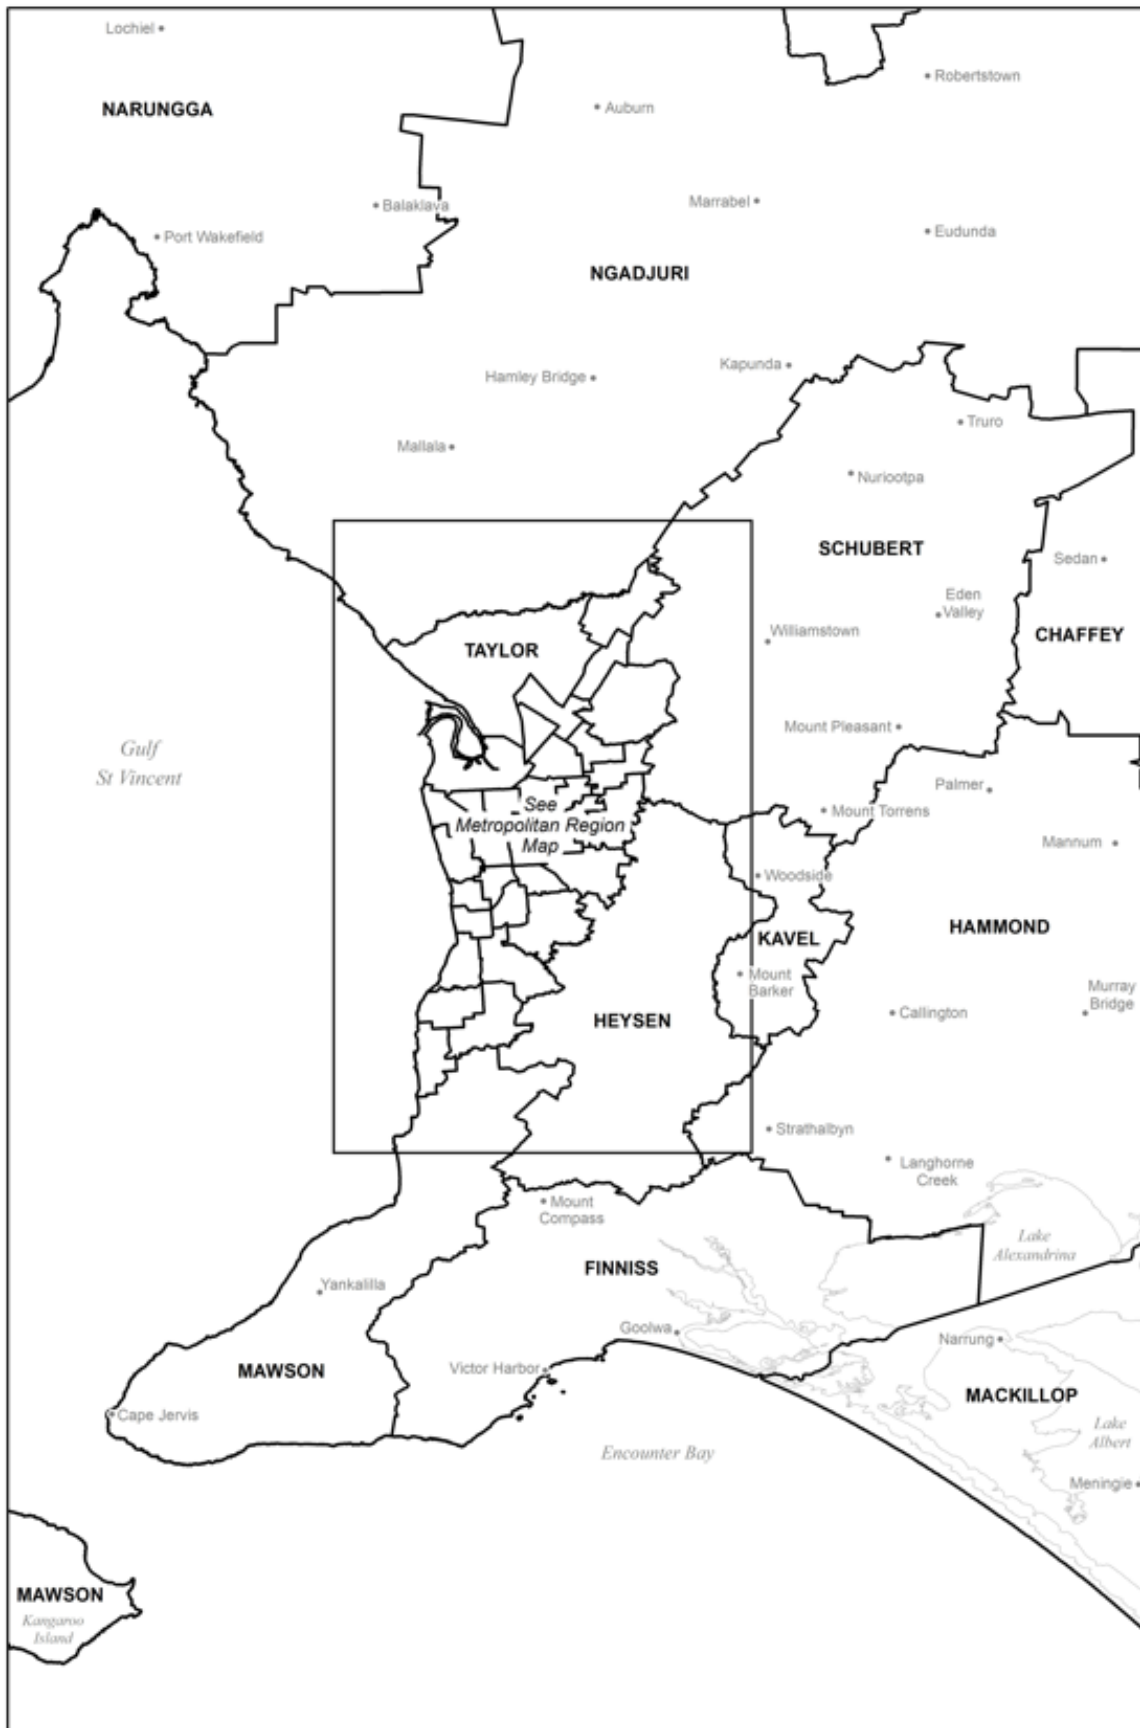 Lochiel
Robertstown
NARUNGGA
Auburn
Marrabel
Balaklava
Eudunda
Port Wakefield
NGADJURI
Kapunda
Hamley Bridge
Truro
Mallala
Nuriootpa
SCHUBERT
Sedan
Eden
Valley
Williamstown
CHAFFEY
TAYLOR
Mount Pleasant
Gulf
St Vincent
Palmer
See
Metropolitan Region
Map
Mount Torrens
Mannum
Woodside
HAMMOND
KAVEL
Mount
Barker
Murray
Bridge
Callington
HEYSEN
Strathalbyn
Langhorne
Creek
Mount
Compass
Lake
Alexandrina
FINNISS
Yankalilla
Goolwa
Narrung
Victor Harbor
MAWSON
MACKILLOP
Cape Jervis
Lake
Albert
Encounter Bay
Meningie
MAWSON
Kangaroo
Island